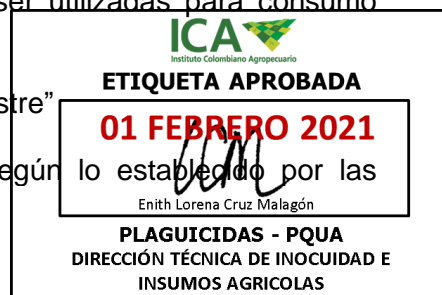 ser utilizadas para consumo
ICA
Instituto Colombiano Agropecuario
ETIQUETA APROBADA
stre”
01 FEBRERO 2021
egún lo establecido por las
Enith Lorena Cruz Malagón
PLAGUICIDAS - PQUA
DIRECCIÓN TÉCNICA DE INOCUIDAD E
INSUMOS AGRICOLAS